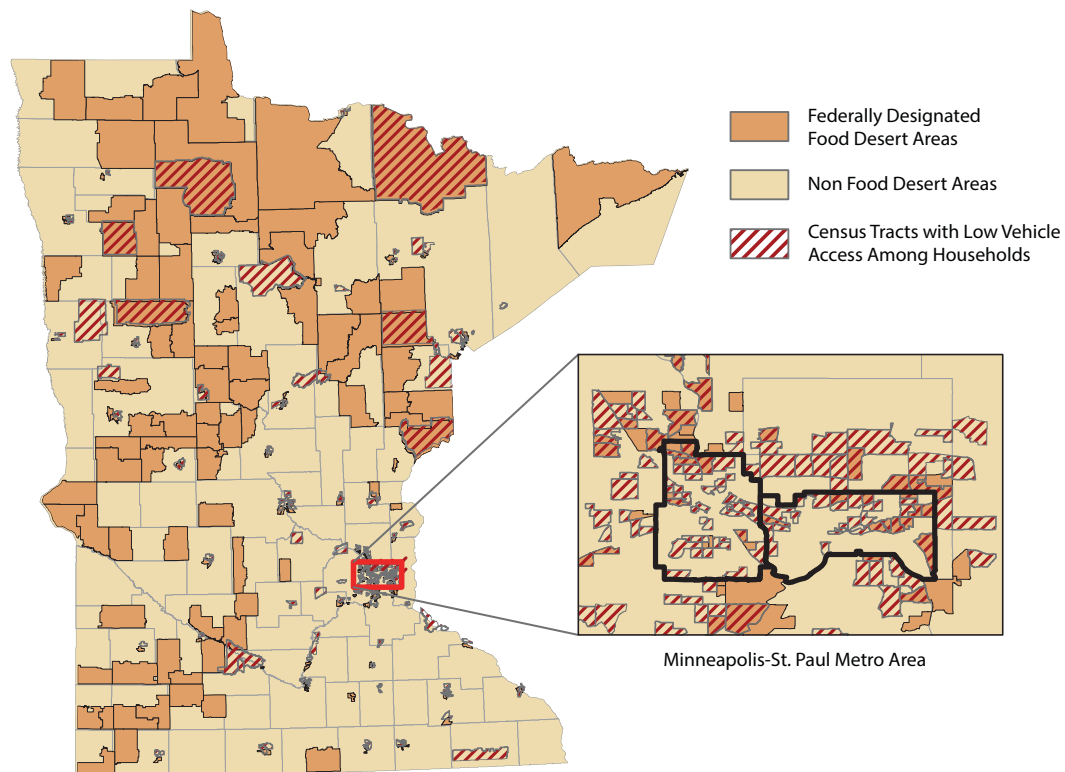 Federally Designated
Food Desert Areas
Non Food Desert Areas
Census Tracts with Low Vehicle
Access Among Households
Minneapolis-St. Paul Metro Area